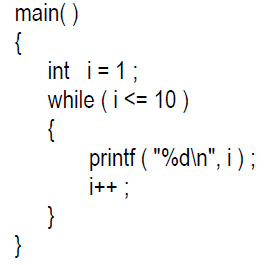 main( )
{
int   i = 1 ;
while ( i <= 10 )
{
printf ( "%d\n", i ) ;
i++ ;
}
}